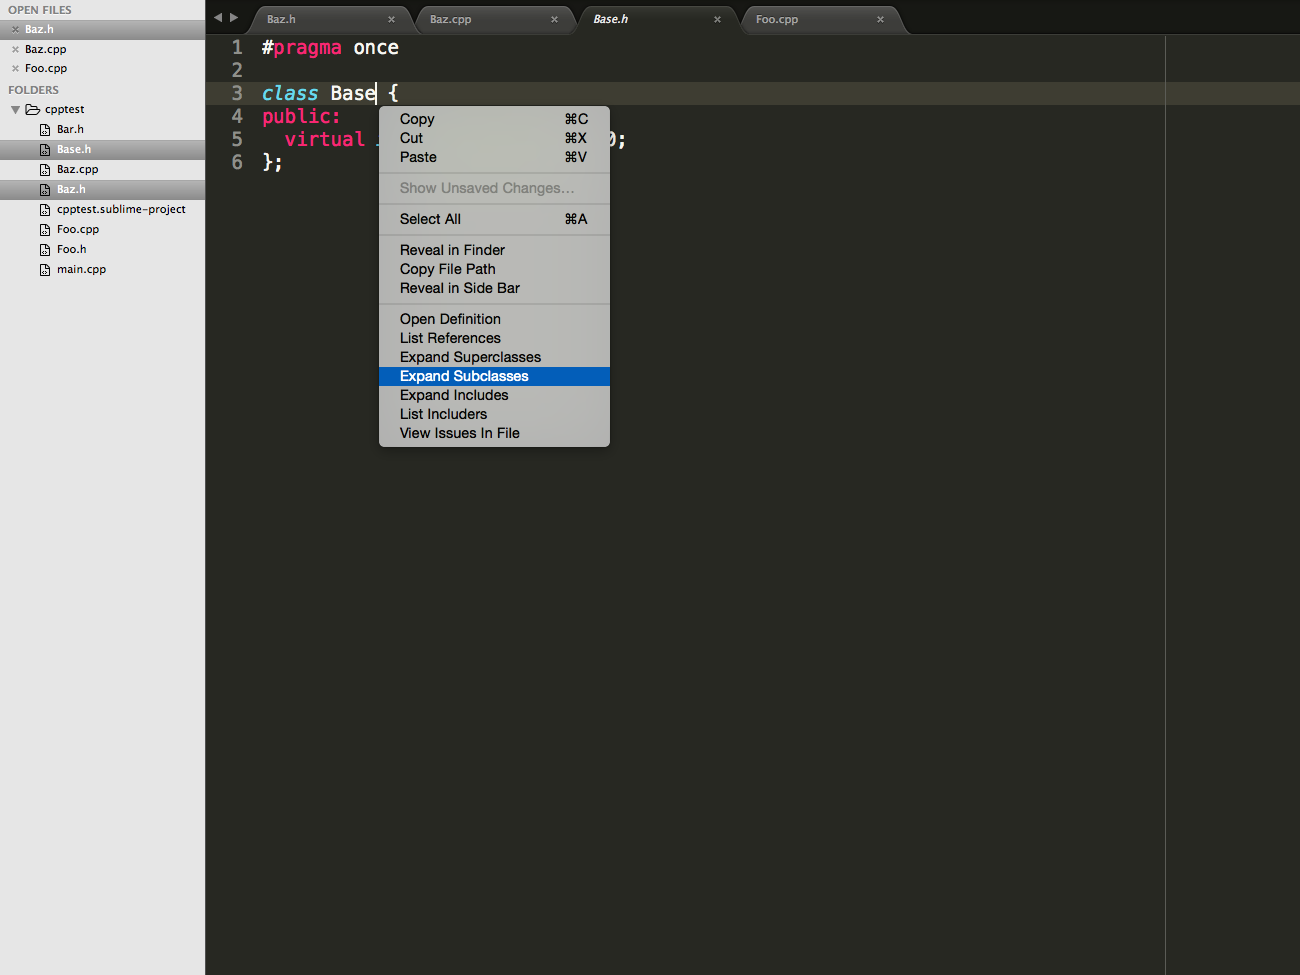 OPEN FILES
Baz.h
Baz.cpp
Foo.cpp
FOLDERS
cpptest
Bar.h
Base.h
Baz.cpp
Baz.h
cpptest.sublime-project
Foo.cpp
Foo.h
main.cpp
Baz.h
Baz.cpp
Base.h
Foo.cpp
1 #pragma once
2
3 class Base {
4 public:
5 virtual 0;
6 };
Copy ⌘C
Cut ⌘X
Paste ⌘V
Show Unsaved Changes...
Select All ⌘A
Reveal in Finder
Copy File Path
Reveal in Side Bar
Open Definition
List References
Expand Superclasses
Expand Subclasses
Expand Includes
List Includers
View Issues In File